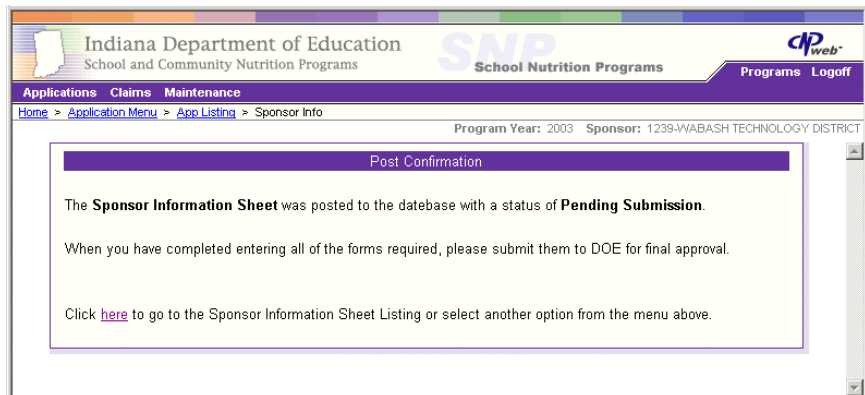 Indiana Department of Education
School and Community Nutrition Programs
SNP
School Nutrition Programs
CNPweb
Programs Logoff
Applications Claims Maintenance
Home > Application Menu > App Listing > Sponsor Info
Program Year: 2003 Sponsor: 1239-WABASH TECHNOLOGY DISTRICT
Post Confirmation
The Sponsor Information Sheet was posted to the datebase with a status of Pending Submission.
When you have completed entering all of the forms required, please submit them to DOE for final approval.
Click here to go to the Sponsor Information Sheet Listing or select another option from the menu above.